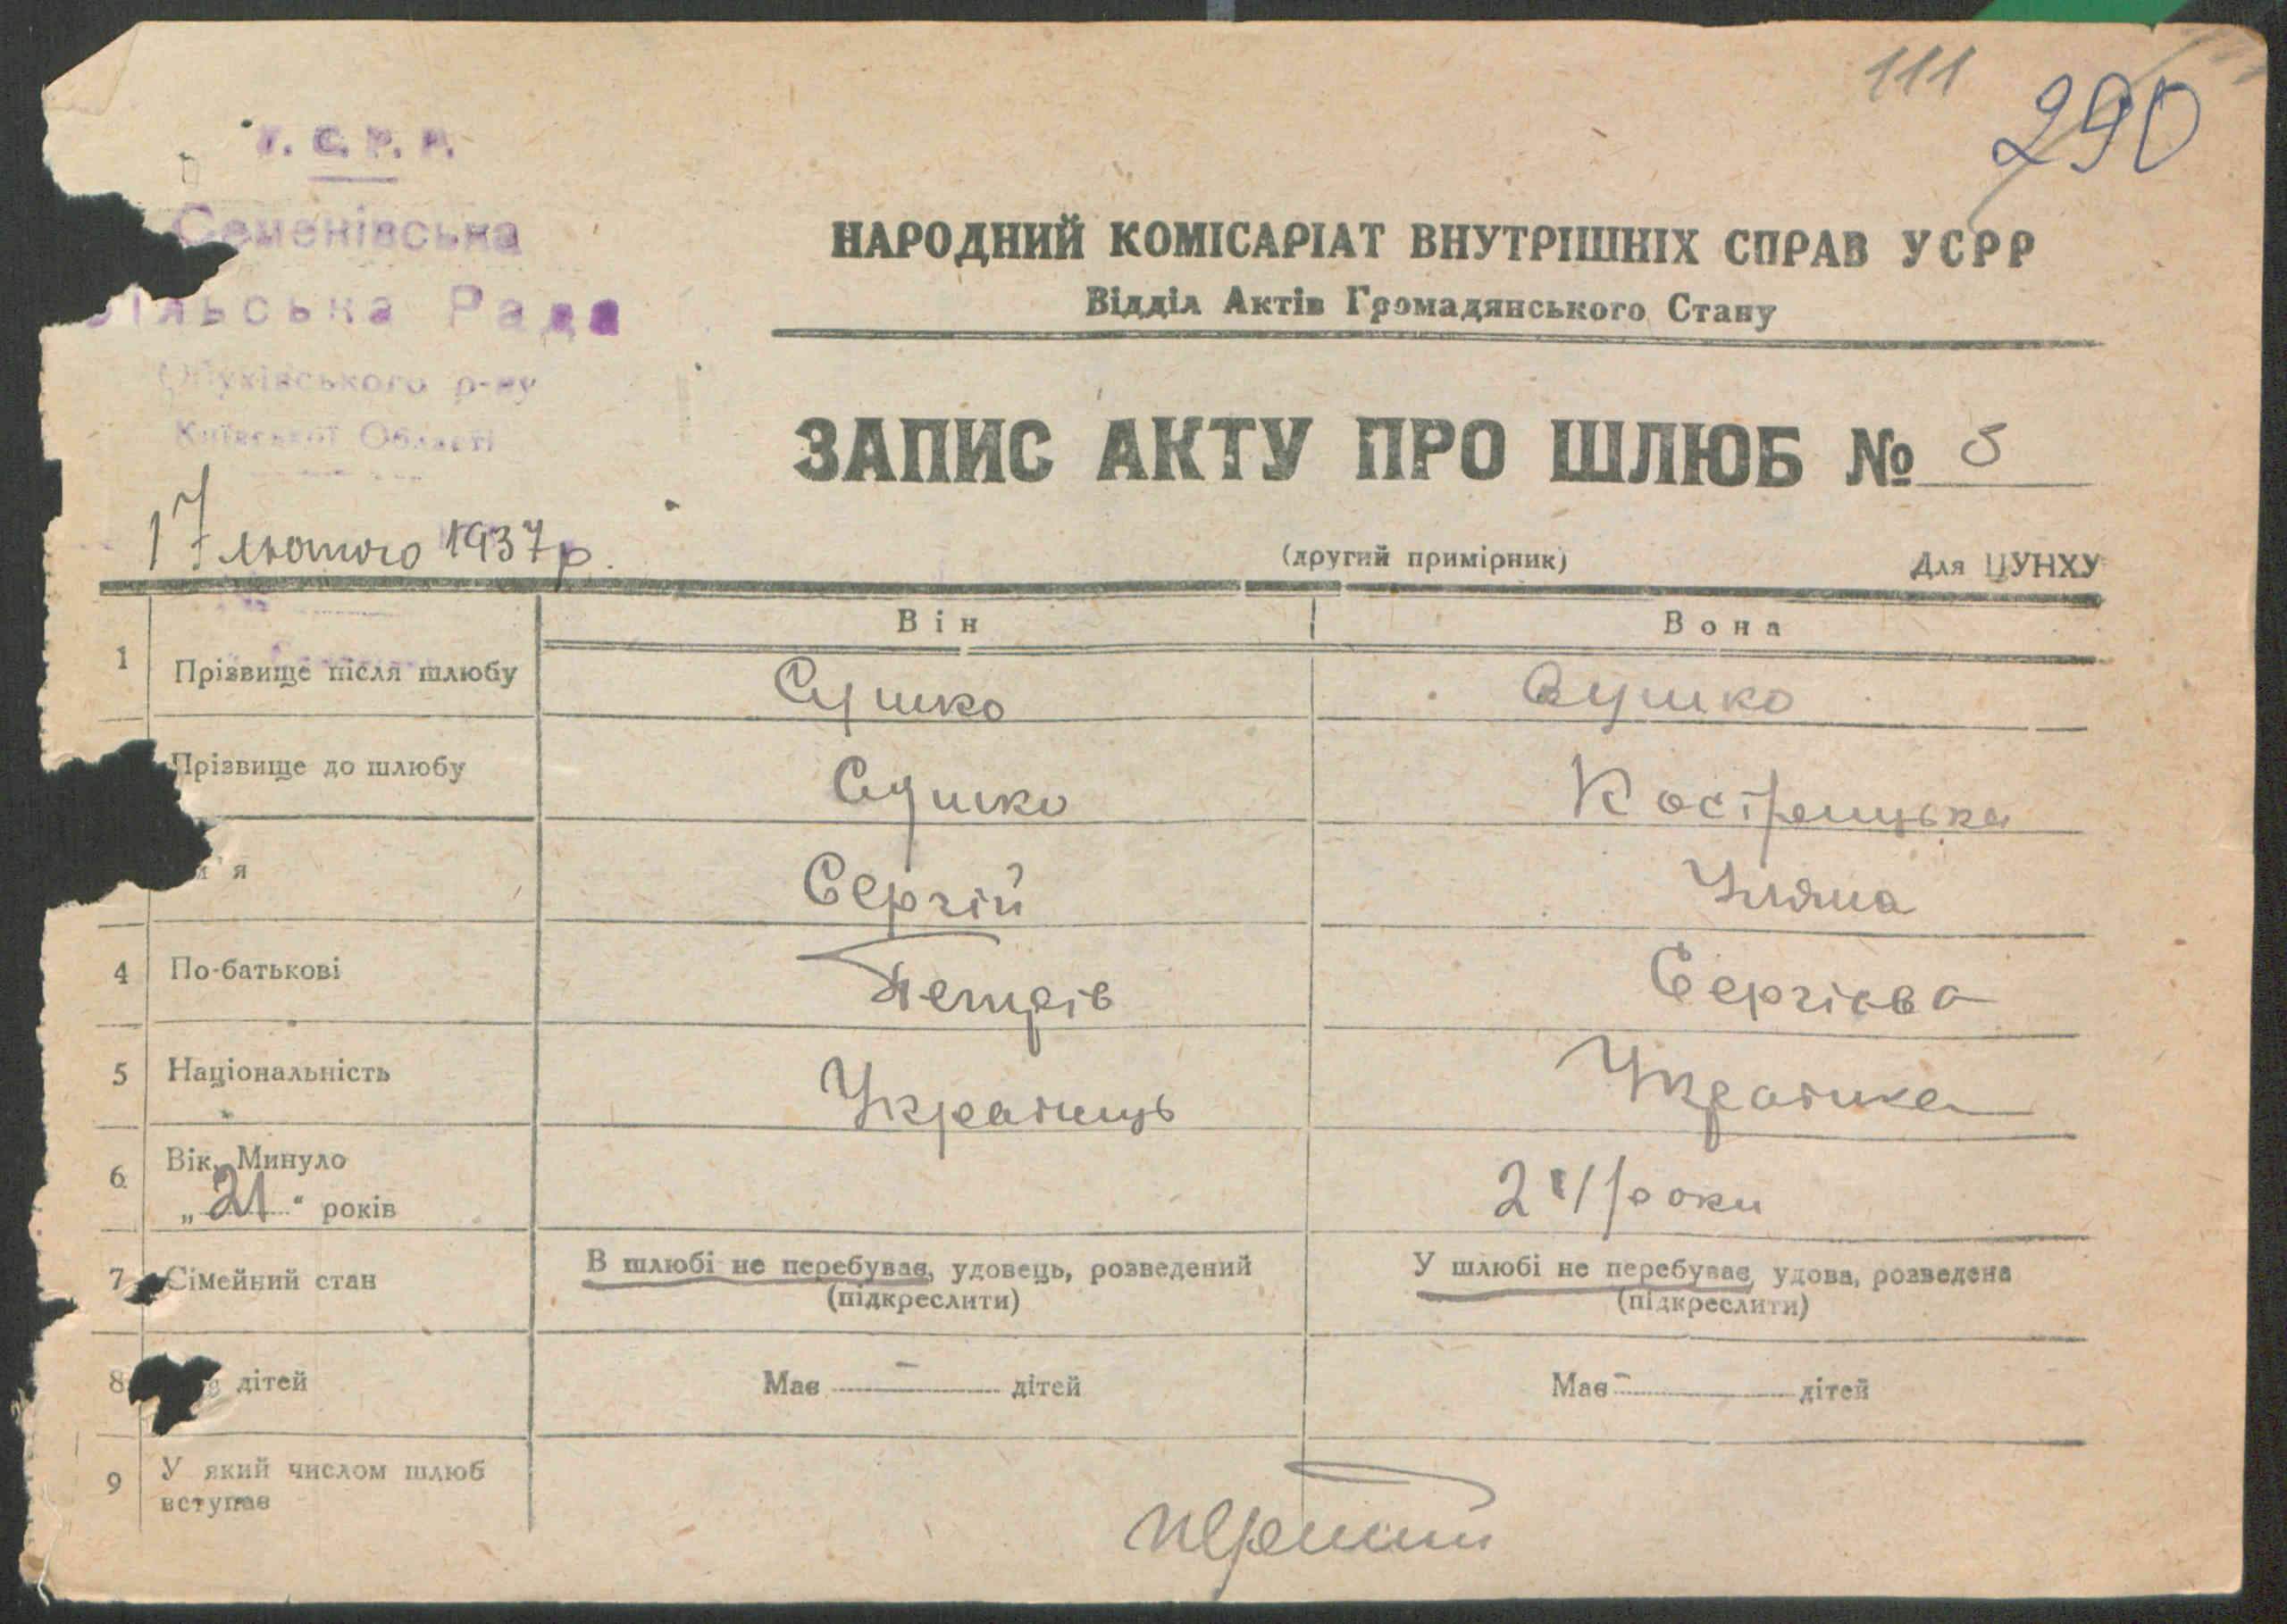 111
290
У. С. Р. Р.
Семенівська
ільська Рада
Обухівського р-ну
Київської Області
НАРОДНИЙ КОМІСАРІАТ ВНУТРІШНІХ СПРАВ УСРР
Відділ Актів Громадянського Стану
ЗАПИС АКТУ ПРО ШЛЮБ № 5
17 лютого 1937 р.
(другий примірник) Для ЦУНХУ
Він Вона
1 Прізвище після шлюбу Сушко Сушко
Прізвище до шлюбу Сушко Кострицька
м'я Сергій Уляна
4 По-батькові Петрів Сергієва
5 Національність Українець Українка
6 Вік. Минуло
„21“ років 21 роки
7 Сімейний стан В шлюбі не перебуває, удовець, розведений У шлюбі не перебуває, удова, розведена
(підкреслити) (підкреслити)
8 дітей Має - дітей Має - дітей
9 У який числом шлюб
вступає
перший